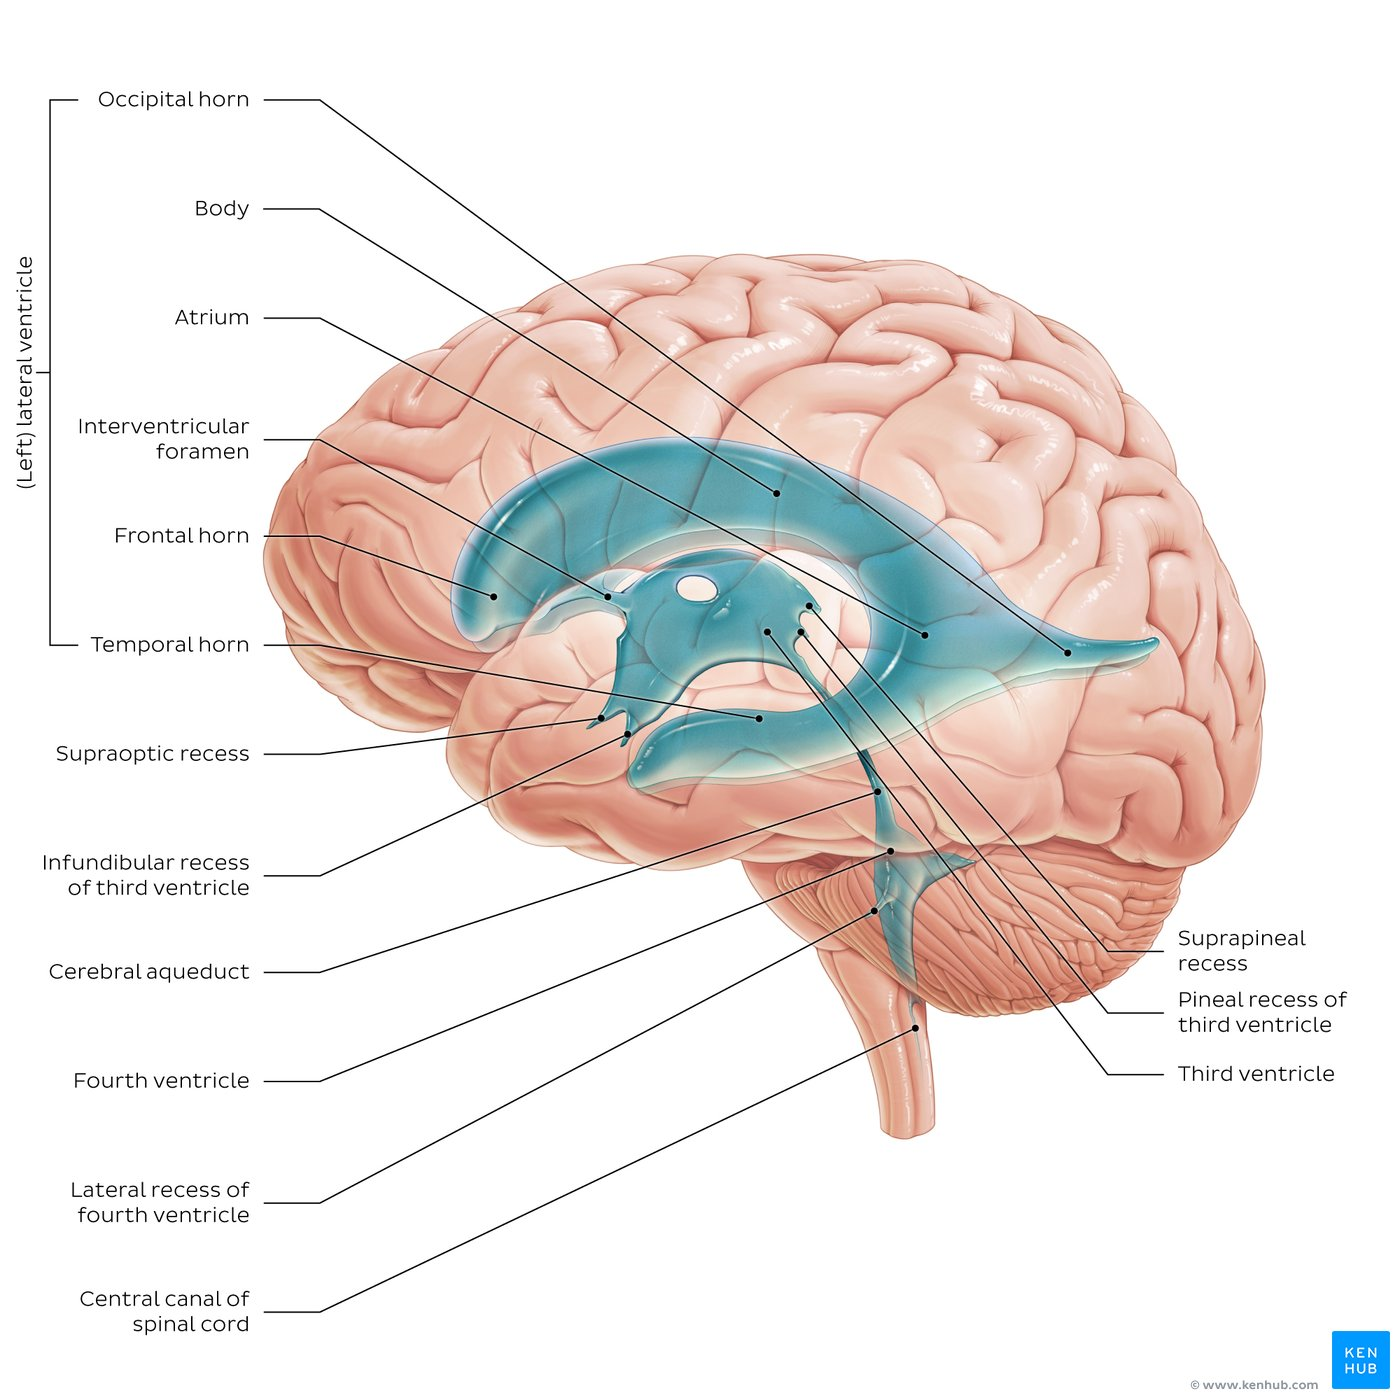 Occipital horn
Body
Atrium
(Left) lateral ventricle
Interventricular
foramen
Frontal horn
Temporal horn
Supraoptic recess
Infundibular recess
of third ventricle
Cerebral aqueduct
Fourth ventricle
Lateral recess of
fourth ventricle
Central canal of
spinal cord
Suprapineal
recess
Pineal recess of
third ventricle
Third ventricle
KEN
HUB
© www.kenhub.com